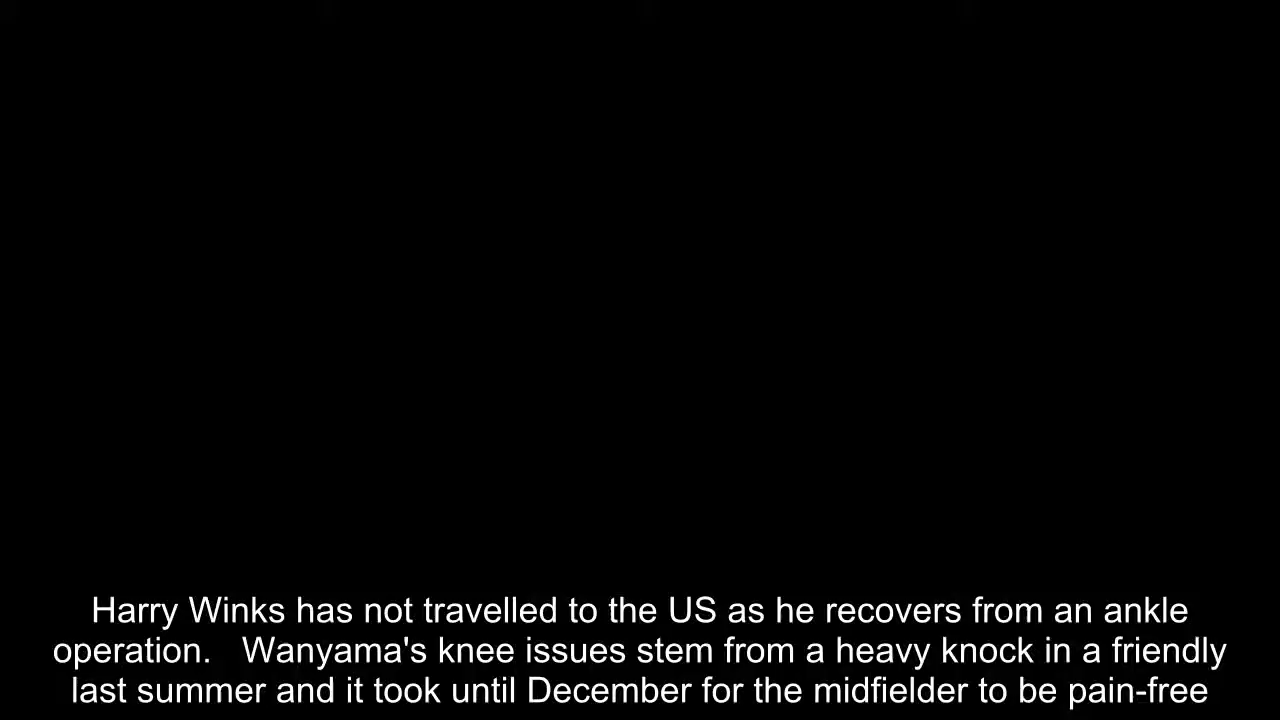 Harry Winks has not travelled to the US as he recovers from an ankle
operation.   Wanyama's knee issues stem from a heavy knock in a friendly
last summer and it took until December for the midfielder to be pain-free